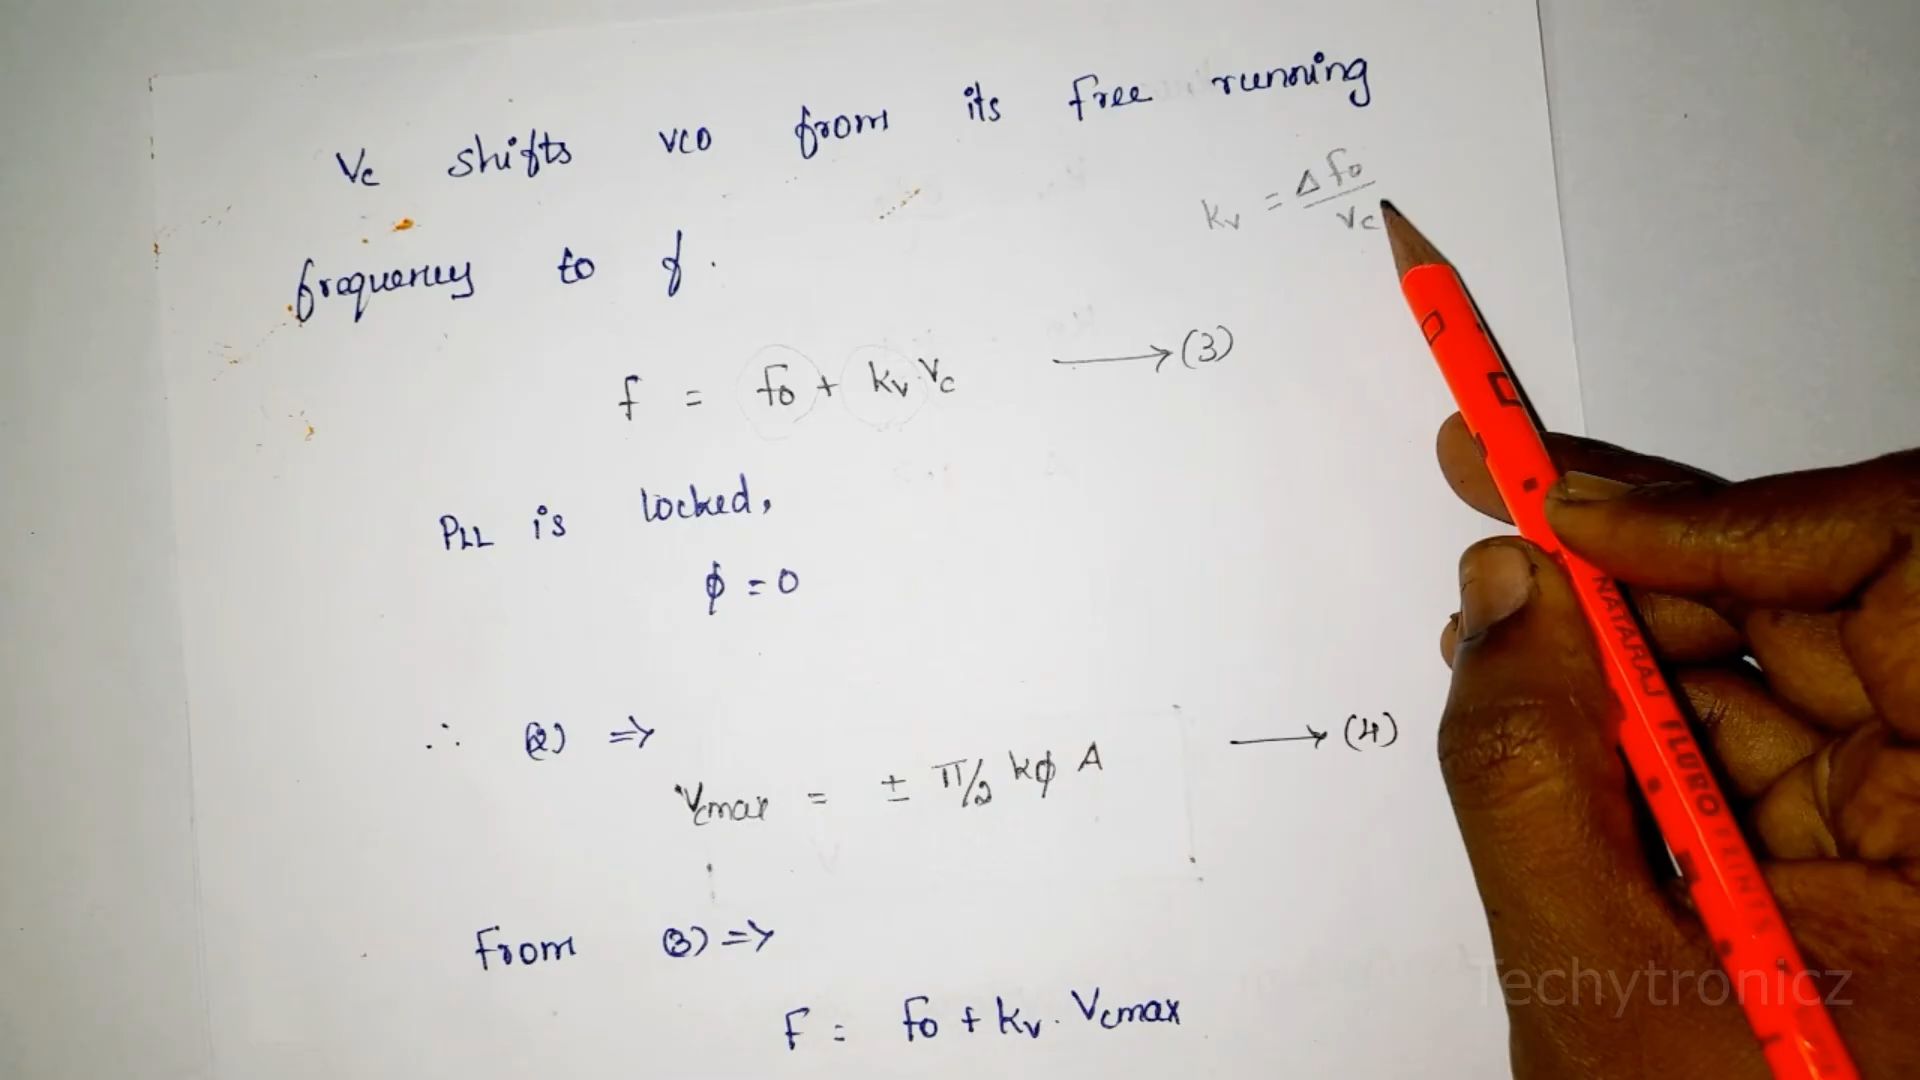 Vc shifts VCO from its free running
kv = Δfo/vc
frequency to f.
f = fo + kv Vc ⟶ (3)
PLL is locked,
φ = 0
∴ (2) ⇒
Vcmax = ± π/2 kφ A ⟶ (4)
From (3) ⇒
F = fo + kv. Vcmax
NATARAJ FLURO PRINTS
Techytronicz